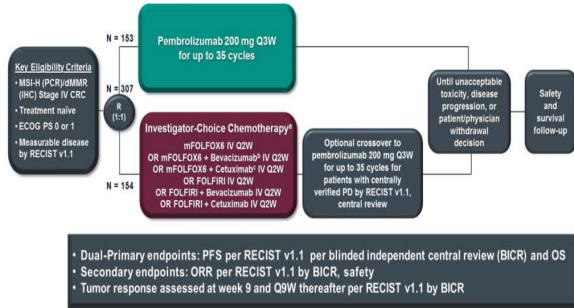 N = 153
Pembrolizumab 200 mg Q3W
for up to 35 cycles
Key Eligibility Criteria
• MSI-H (PCR)/dMMR
(IHC) Stage IV CRC
• Treatment naïve
• ECOG PS 0 or 1
• Measurable disease
by RECIST v1.1
N = 307
R
(1:1)
N = 154
Investigator-Choice Chemotherapyª
mFOLFOX6 IV Q2W
OR mFOLFOX6 + Bevacizumabᵇ IV Q2W
OR mFOLFOX6 + Cetuximabᶜ IV Q2W
OR FOLFIRI IV Q2W
OR FOLFIRI + Bevacizumab IV Q2W
OR FOLFIRI + Cetuximab IV Q2W
Optional crossover to
pembrolizumab 200 mg Q3W
for up to 35 cycles for
patients with centrally
verified PD by RECIST v1.1,
central review
Until unacceptable
toxicity, disease
progression, or
patient/physician
withdrawal
decision
Safety
and
survival
follow-up
• Dual-Primary endpoints: PFS per RECIST v1.1 per blinded independent central review (BICR) and OS
• Secondary endpoints: ORR per RECIST v1.1 by BICR, safety
• Tumor response assessed at week 9 and Q9W thereafter per RECIST v1.1 by BICR